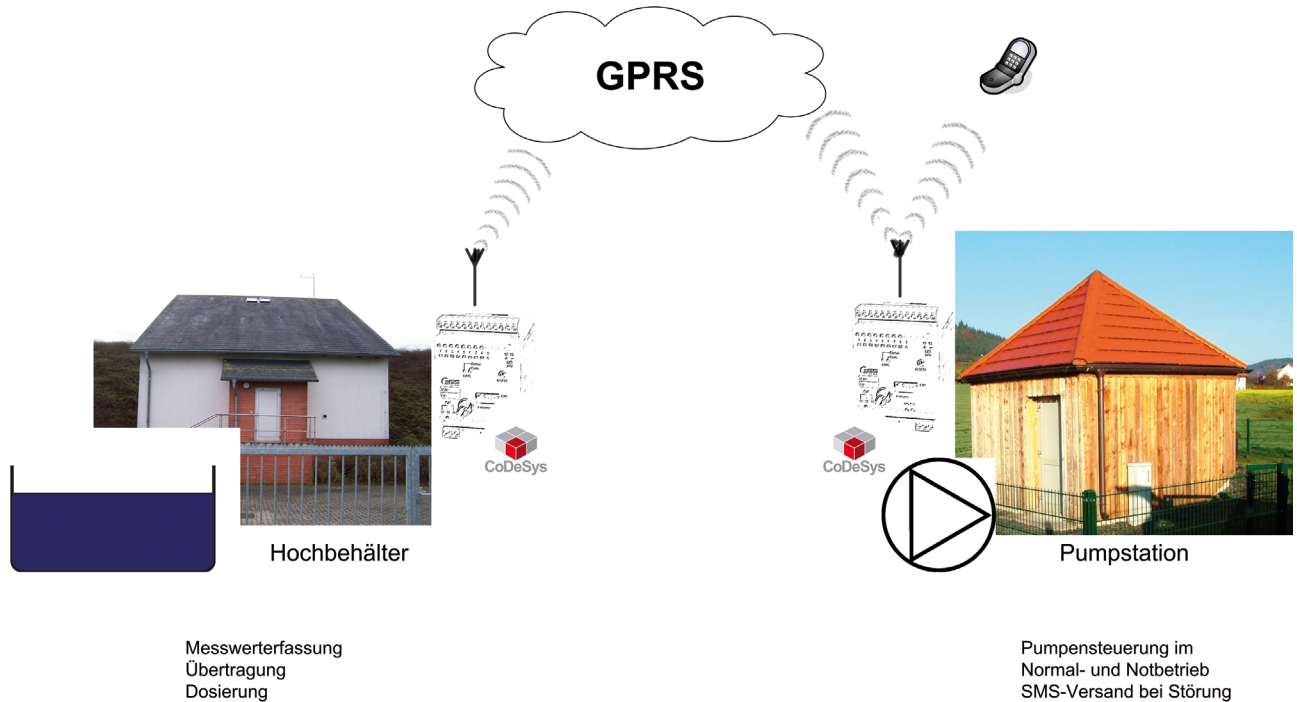 GPRS
CoDeSys
CoDeSys
Hochbehälter
Pumpstation
Messwerterfassung
Übertragung
Dosierung
Pumpensteuerung im
Normal- und Notbetrieb
SMS-Versand bei Störung